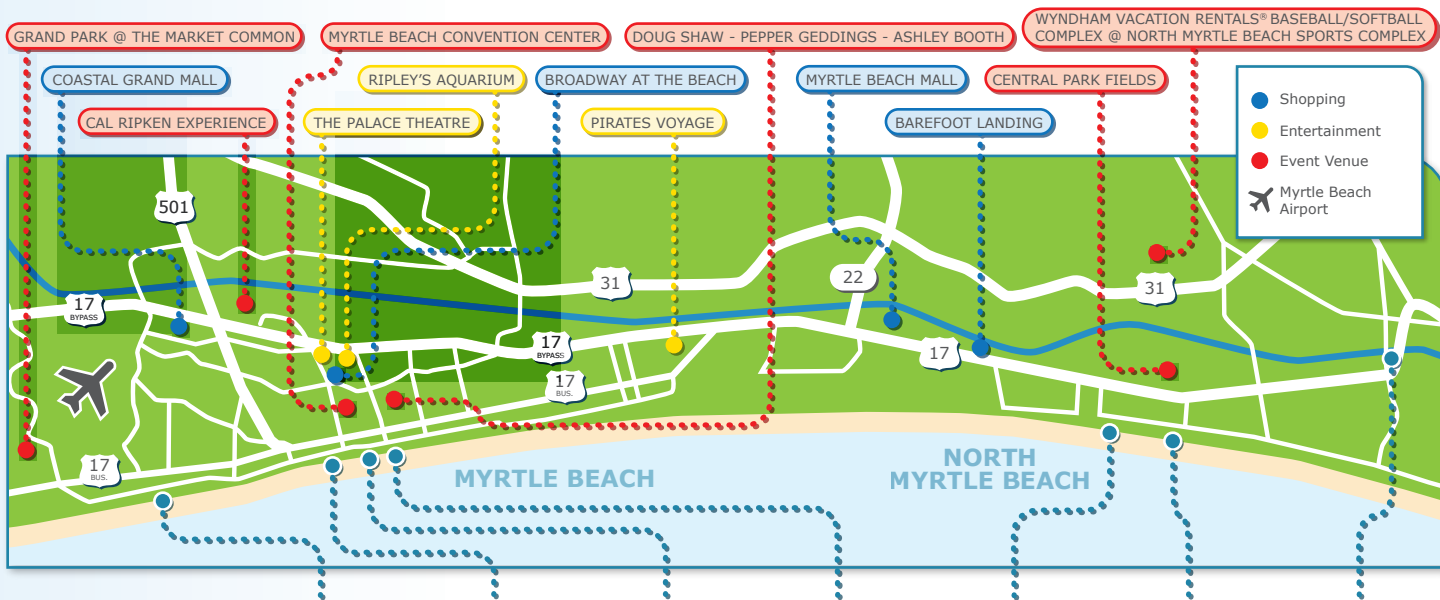 GRAND PARK @ THE MARKET COMMON
MYRTLE BEACH CONVENTION CENTER
DOUG SHAW - PEPPER GEDDINGS - ASHLEY BOOTH
WYNDHAM VACATION RENTALS® BASEBALL/SOFTBALL
COMPLEX @ NORTH MYRTLE BEACH SPORTS COMPLEX
COASTAL GRAND MALL
RIPLEY'S AQUARIUM
BROADWAY AT THE BEACH
MYRTLE BEACH MALL
CENTRAL PARK FIELDS
CAL RIPKEN EXPERIENCE
THE PALACE THEATRE
PIRATES VOYAGE
BAREFOOT LANDING
Shopping
Entertainment
Event Venue
Myrtle Beach
Airport
501
31
22
31
17
BYPASS
17
BYPASS
17
17
BUS.
17
BUS.
MYRTLE BEACH
NORTH
MYRTLE BEACH